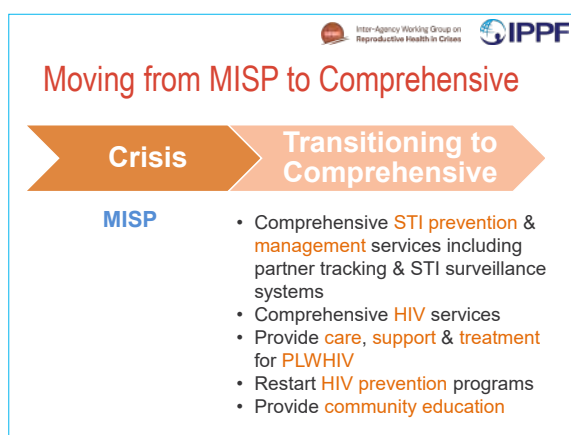 Inter-Agency Working Group on
Reproductive Health in Crises
IPPF
Moving from MISP to Comprehensive
Crisis
Transitioning to
Comprehensive
MISP
• Comprehensive STI prevention &
management services including
partner tracking & STI surveillance
systems
• Comprehensive HIV services
• Provide care, support & treatment
for PLWHIV
• Restart HIV prevention programs
• Provide community education